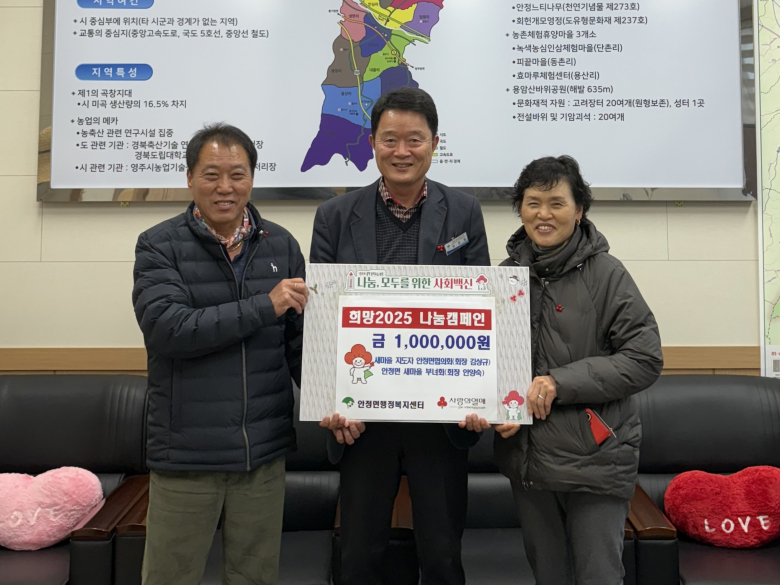 지역여건
• 시 중심부에 위치(타 시군과 경계가 없는 지역)
• 교통의 중심지(중앙고속도로, 국도 5호선, 중앙선 철도)
지역특성
• 제1의 곡창지대
• 시 미곡 생산량의 16.5% 차지
• 농업의 메카
• 농축산 관련 연구시설 집중
• 도 관련 기관 : 경북축산기술
경북도립대학교
• 시 관련 기관 : 영주시농업기술
• 안정느티나무(천연기념물 제273호)
• 회헌개모영정(도유형문화재 제237호)
• 농촌체험휴양마을 3개소
• 녹색농심인삼체험마을(단촌리)
• 피끝마을(동촌리)
• 효마루체험센터(용산리)
• 용암산바위공원(해발 635m)
• 문화재적 자원 : 고려장터 20여개(원형보존), 성터 1곳
• 전설바위 및 기암괴석 : 20여개
나눔, 모두를 위한 사회백신
희망2025 나눔캠페인
금 1,000,000원
새마을 지도자 안정면협의회(회장 김상규)
안정면 새마을 부녀회(회장 안양숙)
안정면행정복지센터
사랑의열매
LOVE
LOVE